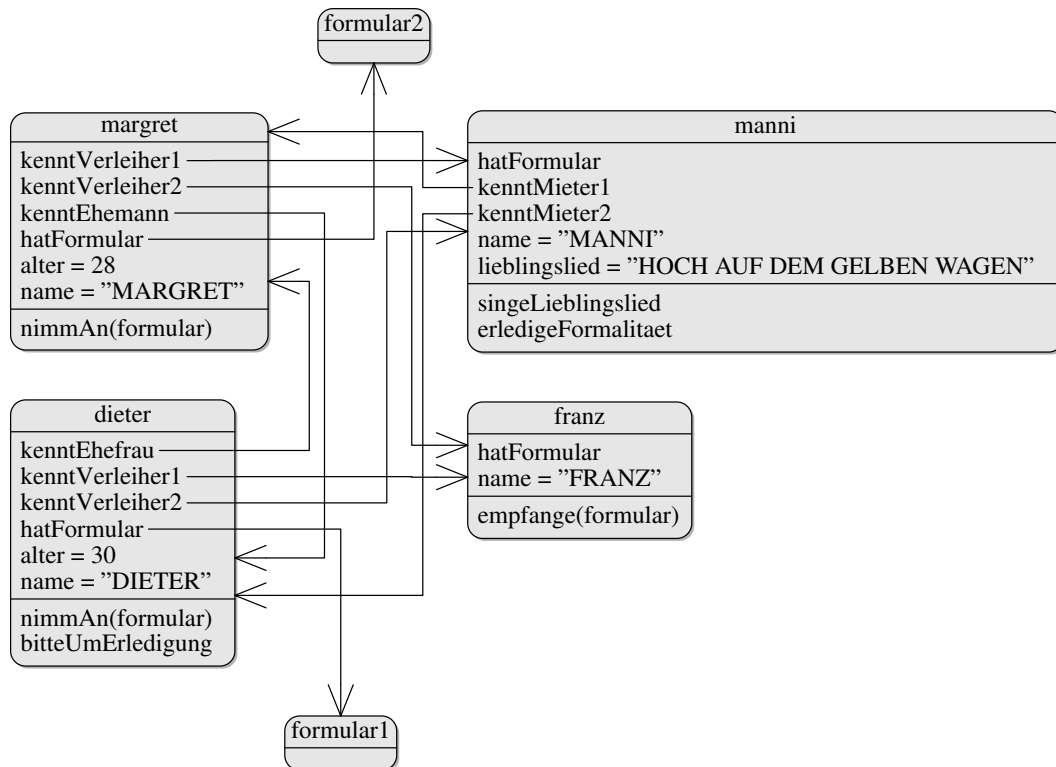 formular2
margret
kenntVerleiher1
kenntVerleiher2
kenntEhemann
hatFormular
alter = 28
name = ”MARGRET”
nimmAn(formular)
manni
hatFormular
kenntMieter1
kenntMieter2
name = ”MANNI”
lieblingslied = ”HOCH AUF DEM GELBEN WAGEN”
singeLieblingslied
erledigeFormalitaet
dieter
kenntEhefrau
kenntVerleiher1
kenntVerleiher2
hatFormular
alter = 30
name = ”DIETER”
nimmAn(formular)
bitteUmErledigung
franz
hatFormular
name = ”FRANZ”
empfange(formular)
formular1